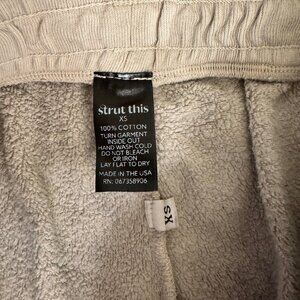 strut this
XS
100% COTTON
TURN GARMENT
INSIDE OUT
HAND WASH COLD
DO NOT BLEACH
OR IRON
LAY FLAT TO DRY
MADE IN THE USA
RN: 067358906
XS